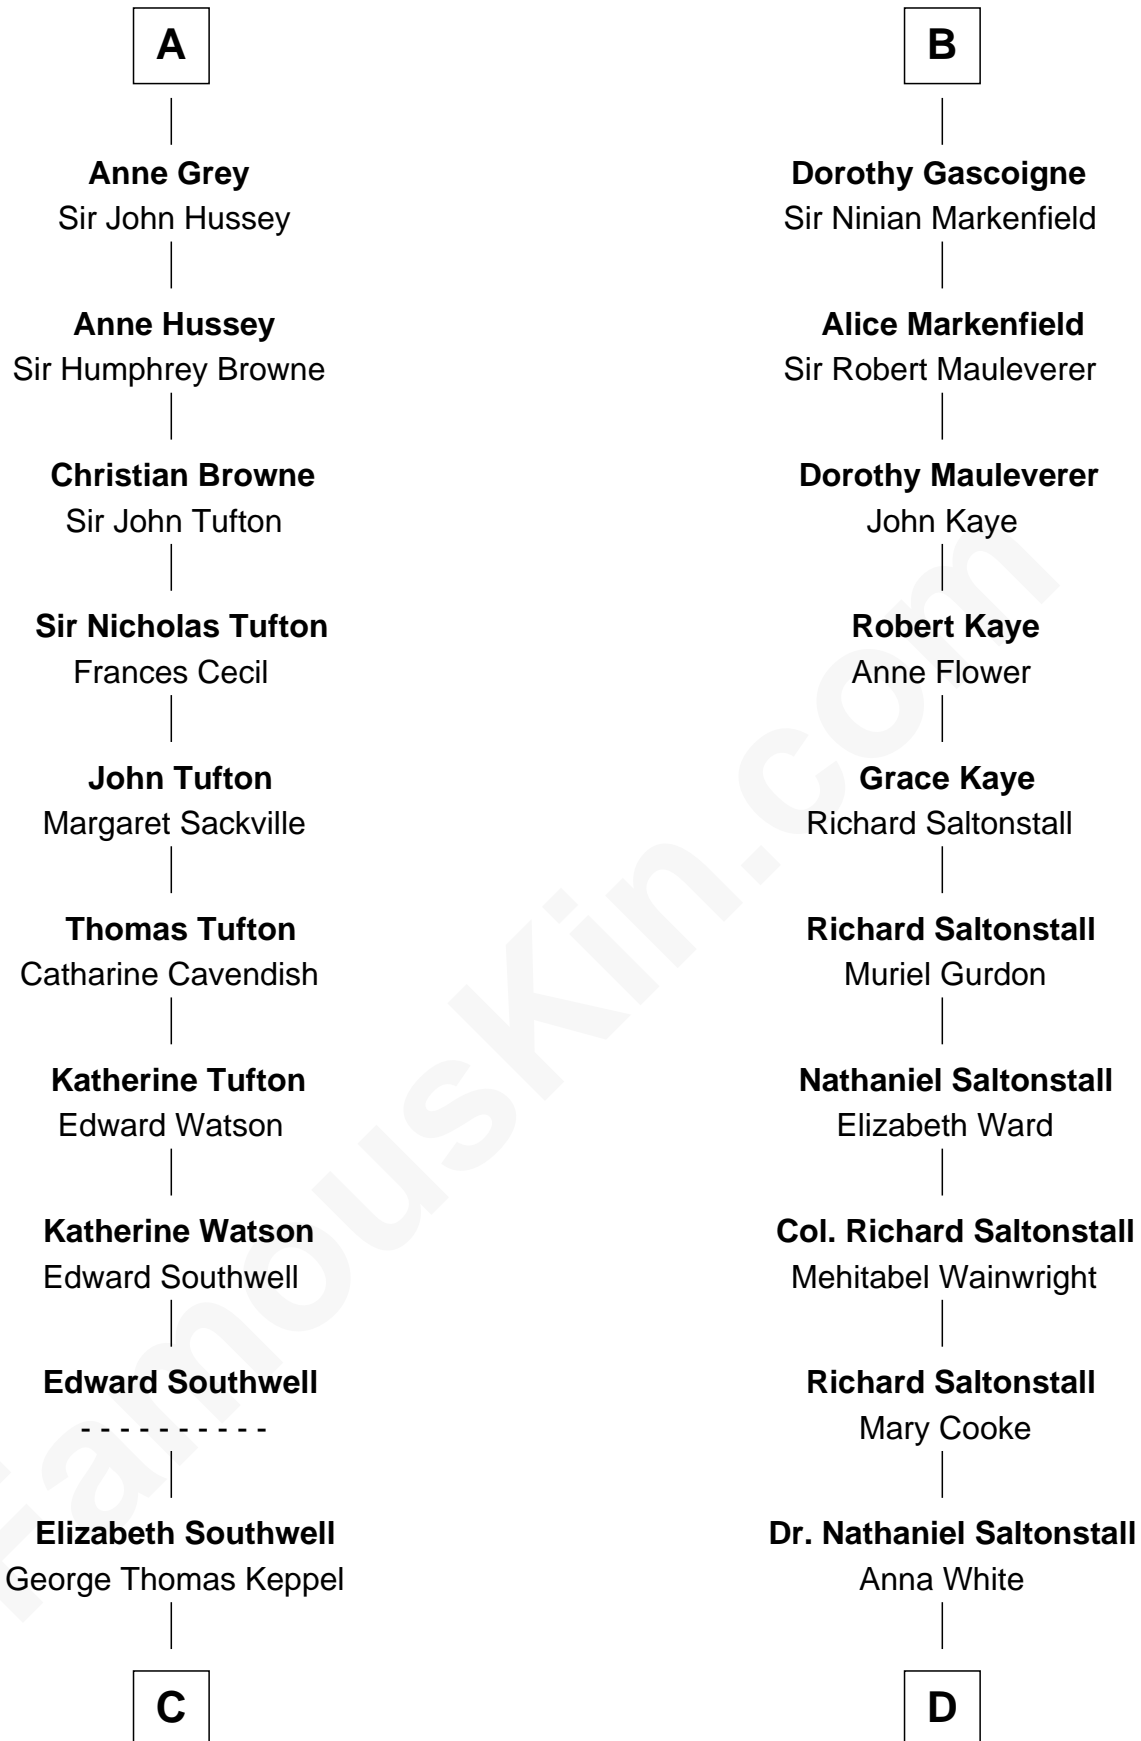 A
Anne Grey
Sir John Hussey
Anne Hussey
Sir Humphrey Browne
Christian Browne
Sir John Tufton
Sir Nicholas Tufton
Frances Cecil
John Tufton
Margaret Sackville
Thomas Tufton
Catharine Cavendish
Katherine Tufton
Edward Watson
Katherine Watson
Edward Southwell
Edward Southwell
- - - - - - - - - -
Elizabeth Southwell
George Thomas Keppel
C
B
Dorothy Gascoigne
Sir Ninian Markenfield
Alice Markenfield
Sir Robert Mauleverer
Dorothy Mauleverer
John Kaye
Robert Kaye
Anne Flower
Grace Kaye
Richard Saltonstall
Richard Saltonstall
Muriel Gurdon
Nathaniel Saltonstall
Elizabeth Ward
Col. Richard Saltonstall
Mehitabel Wainwright
Richard Saltonstall
Mary Cooke
Dr. Nathaniel Saltonstall
Anna White
D
FamousKin.com